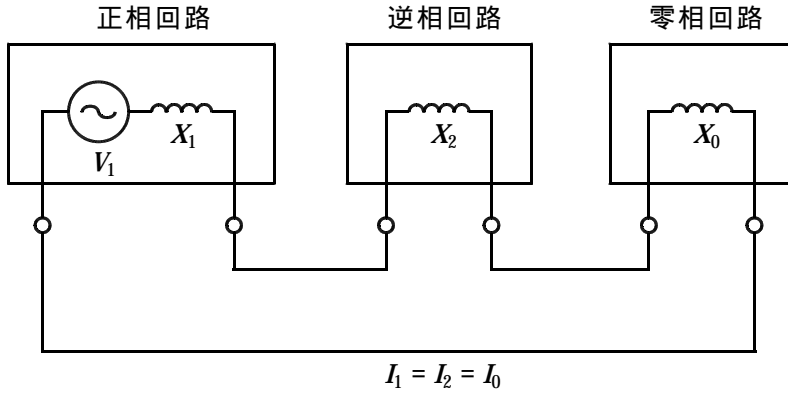 正相回路 逆相回路 零相回路
X₁ X₂ X₀
V₁
I₁ = I₂ = I₀